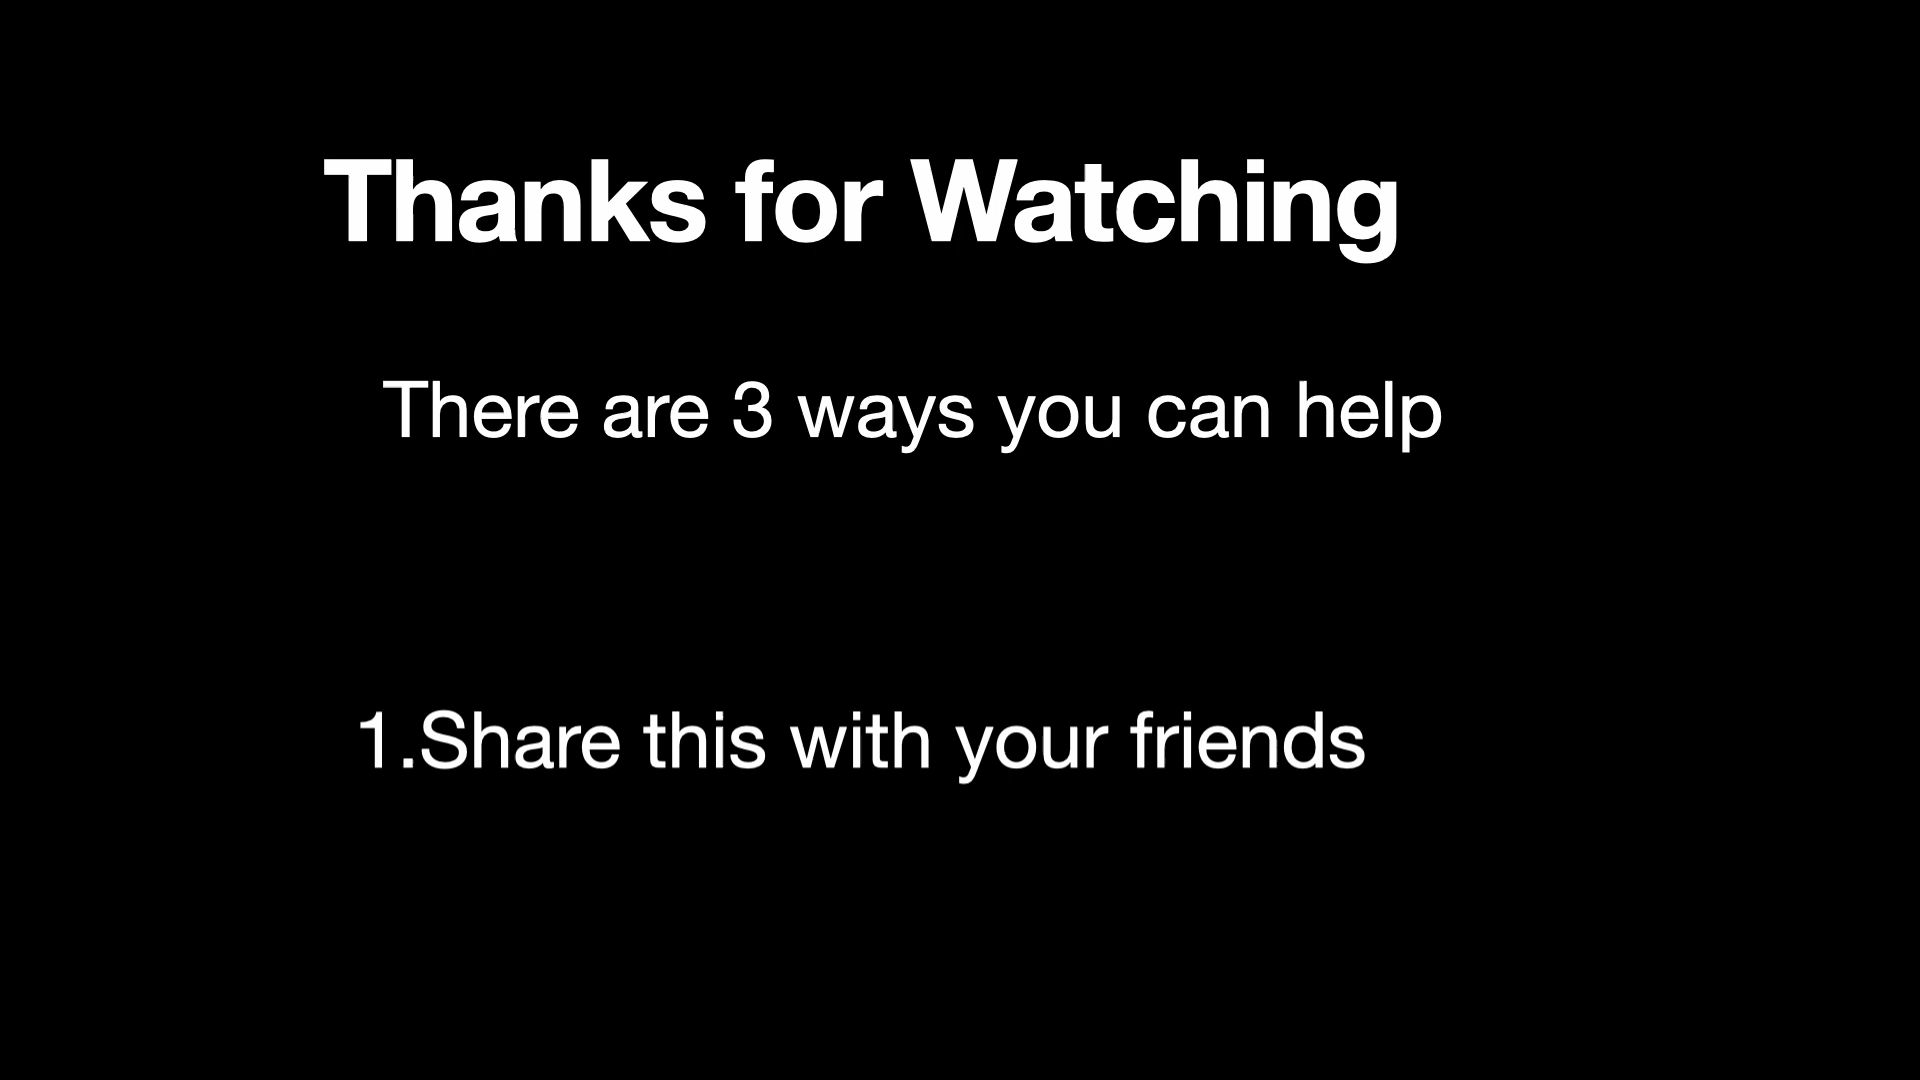 Thanks for Watching
There are 3 ways you can help
1.Share this with your friends